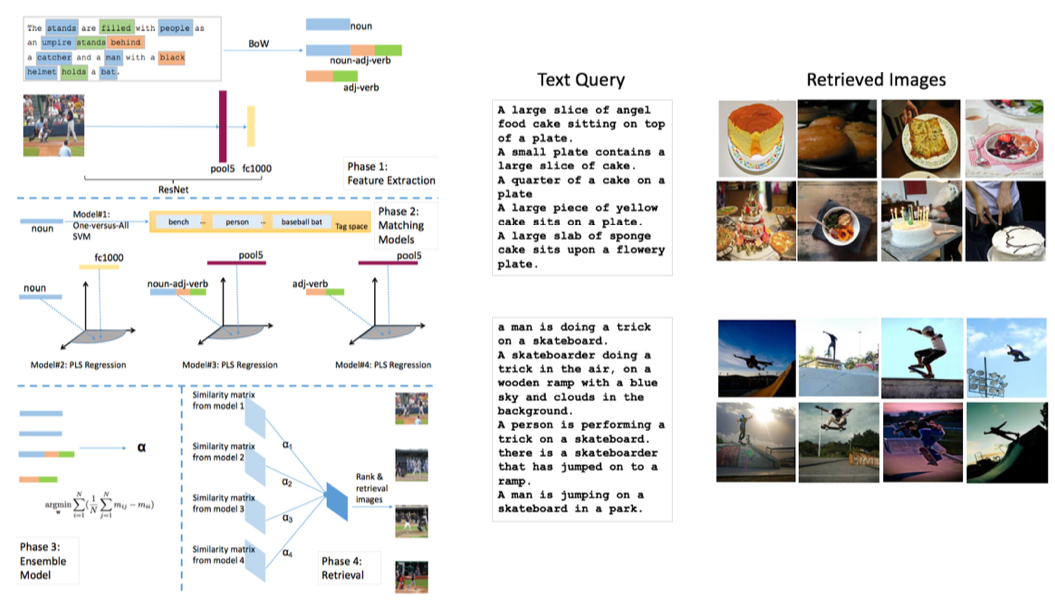 The stands are filled with people as
an umpire stands behind
a catcher and a man with a black
helmet holds a bat.
BoW
noun
noun-adj-verb
adj-verb
pool5 fc1000
ResNet
Phase 1:
Feature Extraction
noun
Model#1:
One-versus-All
SVM
bench ... person ... baseball bat
Tag space
Phase 2:
Matching
Models
noun
fc1000
Model#2: PLS Regression
noun-adj-verb
pool5
Model#3: PLS Regression
adj-verb
pool5
Model#4: PLS Regression
α
argmin_w \sum_{i=1}^{N} ( \frac{1}{N} \sum_{j=1}^{N} m_{ij} − m_{ii} )
Phase 3:
Ensemble
Model
Similarity matrix
from model 1
Similarity matrix
from model 2
Similarity matrix
from model 3
Similarity matrix
from model 4
α1
α2
α3
α4
Rank &
retrieval
images
Phase 4:
Retrieval
Text Query
A large slice of angel
food cake sitting on top
of a plate.
A small plate contains a
large slice of cake.
A quarter of a cake on a
plate
A large piece of yellow
cake sits on a plate.
A large slab of sponge
cake sits upon a flowery
plate.
a man is doing a trick
on a skateboard.
A skateboarder doing a
trick in the air, on a
wooden ramp with a blue
sky and clouds in the
background.
A person is performing a
trick on a skateboard.
there is a skateboarder
that has jumped on to a
ramp.
A man is jumping on a
skateboard in a park.
Retrieved Images